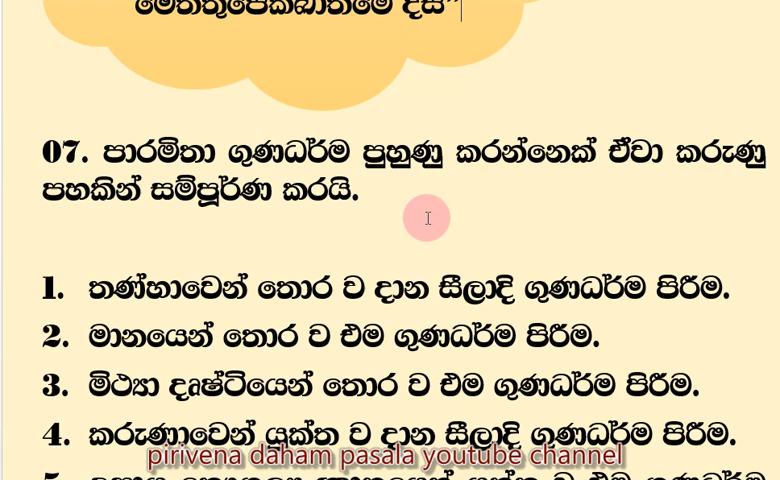 මෙත්තුපෙක්ඛාතිමේ දස”
07. පාරමිතා ගුණධර්ම පුහුණු කරන්නෙක් ඒවා කරුණු
පහකින් සම්පූර්ණ කරයි.
1. තණ්හාවෙන් තොර ව දාන සීලාදි ගුණධර්ම පිරීම.
2. මානයෙන් තොර ව එම ගුණධර්ම පිරීම.
3. මිථ්‍යා දෘෂ්ටියෙන් තොර ව එම ගුණධර්ම පිරීම.
4. කරුණාවෙන් යුක්ත ව දාන සීලාදි ගුණධර්ම පිරීම.
pirivena daham pasala youtube channel